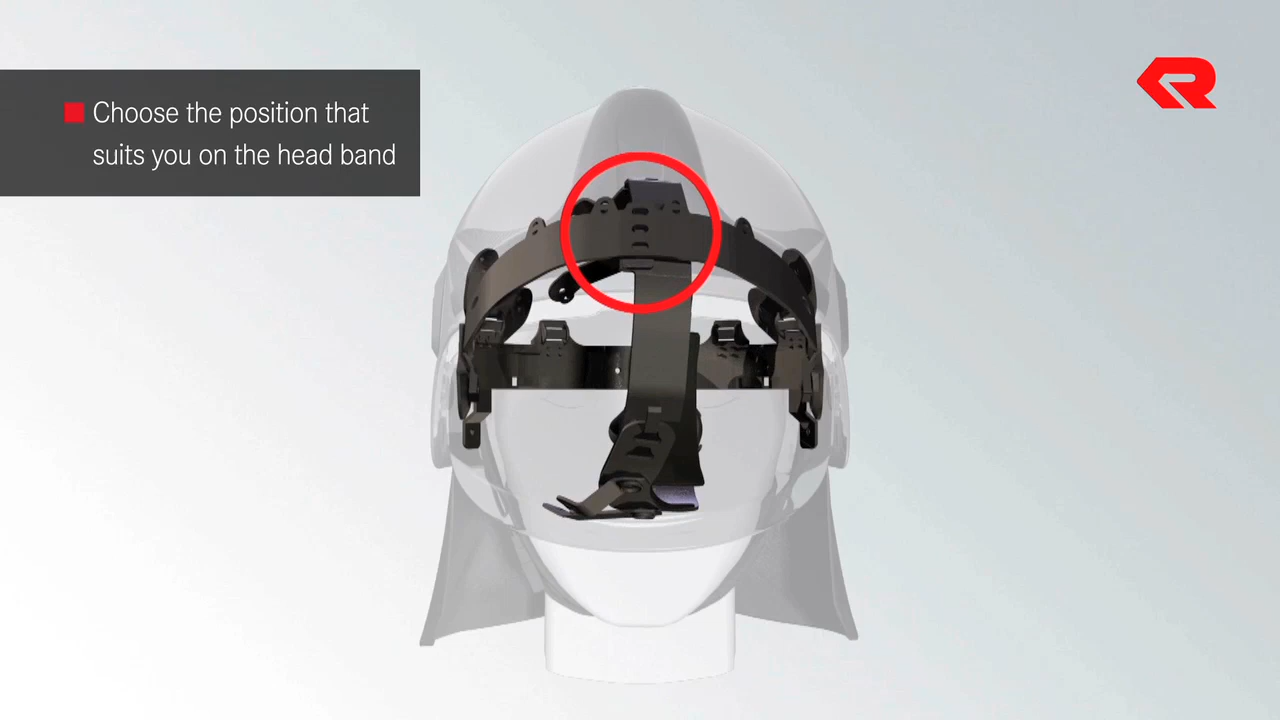 Choose the position that
suits you on the head band